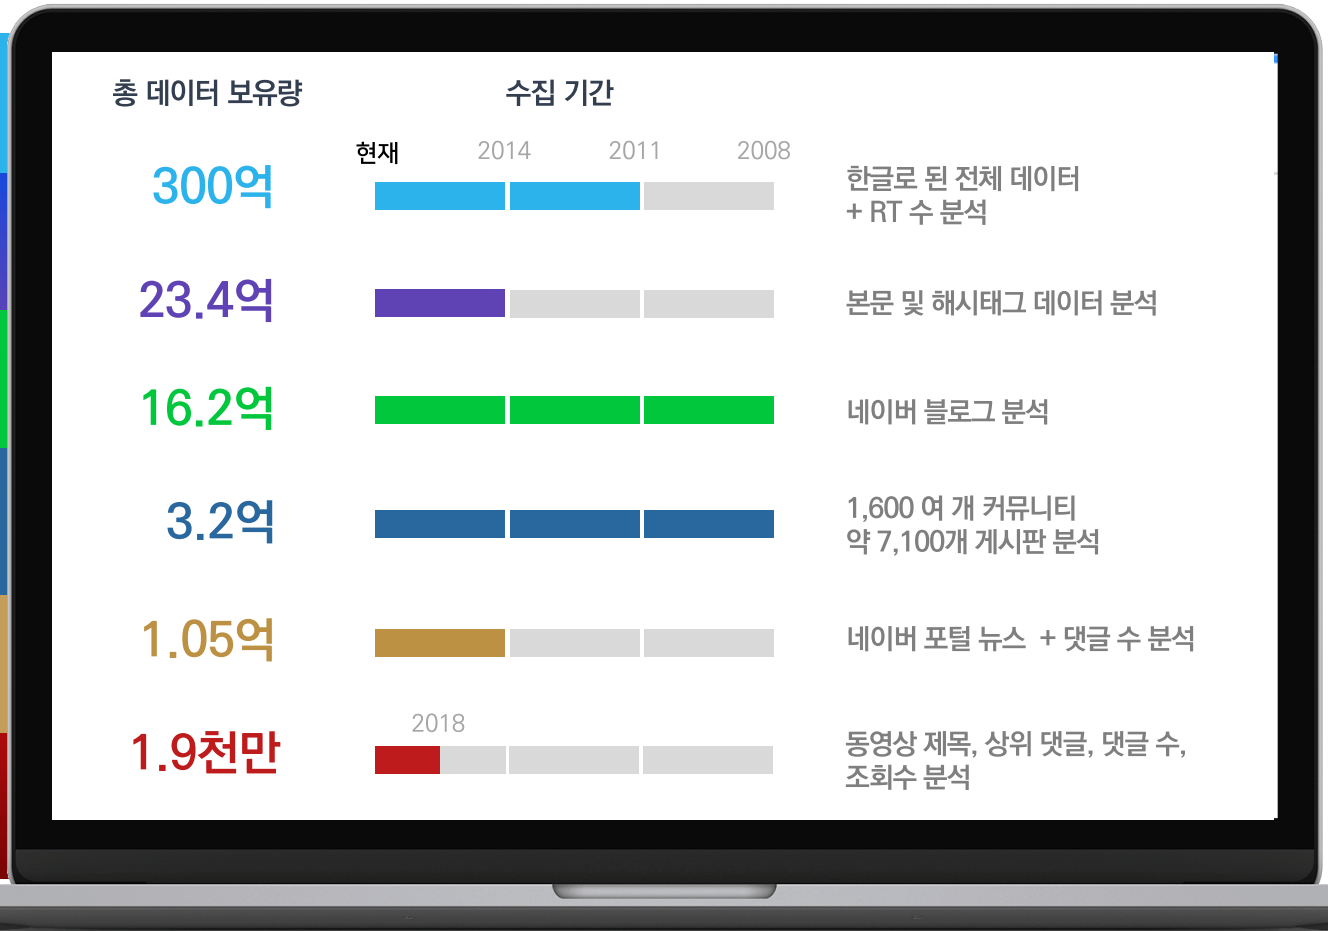 총 데이터 보유량
수집 기간
현재
2014
2011
2008
300억
한글로 된 전체 데이터
+ RT 수 분석
23.4억
본문 및 해시태그 데이터 분석
16.2억
네이버 블로그 분석
3.2억
1,600 여 개 커뮤니티
약 7,100개 게시판 분석
1.05억
네이버 포털 뉴스 + 댓글 수 분석
2018
1.9천만
동영상 제목, 상위 댓글, 댓글 수,
조회수 분석